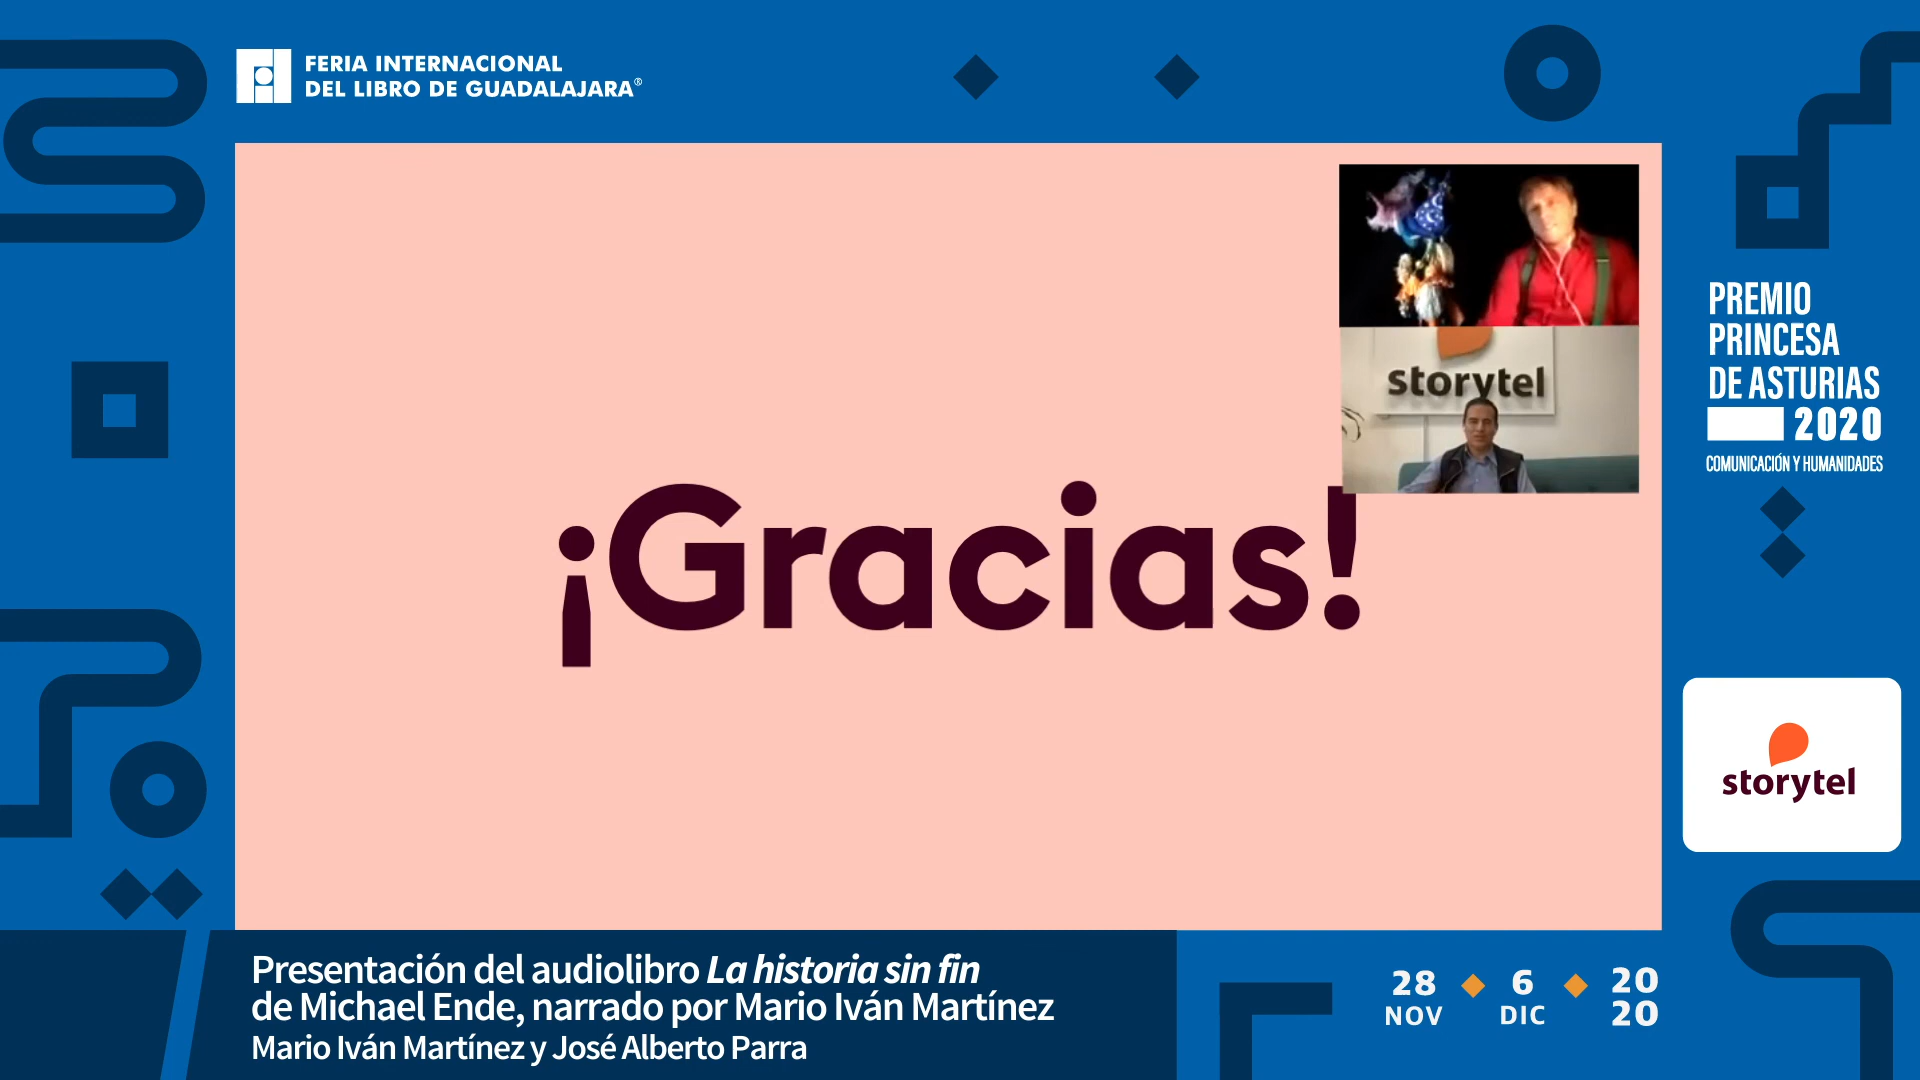 FERIA INTERNACIONAL
DEL LIBRO DE GUADALAJARA®
storytel
PREMIO
PRINCESA
DE ASTURIAS
2020
COMUNICACIÓN Y HUMANIDADES
¡Gracias!
storytel
Presentación del audiolibro La historia sin fin
de Michael Ende, narrado por Mario Iván Martínez
Mario Iván Martínez y José Alberto Parra
28 ◆ 6 ◆ 20
NOV DIC 20